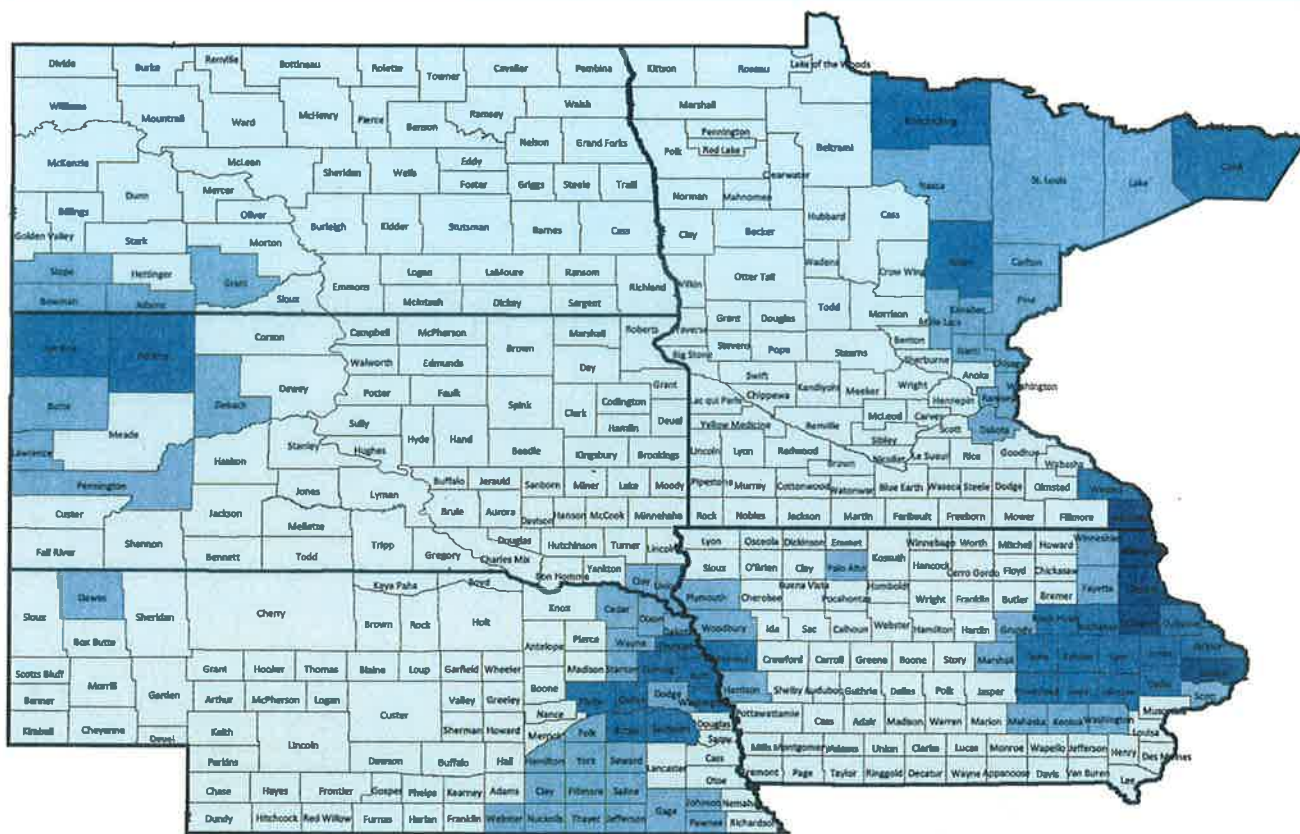 Divide Burke Renville Bottineau Rolette Towner Cavalier Pembina Kittson Roseau Lake of the Woods
Williams Mountrail Ward McHenry Pierce Benson Ramsey Walsh Marshall Koochiching
Pennington Cook
McKenzie McLean Sheridan Wells Eddy Nelson Grand Forks Polk Red Lake Beltrami Itasca St. Louis Lake
Dunn Mercer Foster Griggs Steele Traill Clearwater
Billings Oliver Norman Mahnomen Hubbard Cass
Golden Valley Stark Morton Burleigh Kidder Stutsman Barnes Cass Clay Becker
Slope Hettinger Grant Emmons Logan LaMoure Ransom Richland Wilkin Otter Tail Wadena Crow Wing Aitkin Carlton
Bowman Adams Sioux McIntosh Dickey Sargent Todd Morrison Kanabec Pine
Grant Douglas Mille Lacs
Harding Perkins Corson Campbell McPherson Brown Marshall Roberts Traverse Stevens Pope Stearns Benton Isanti Chisago
Walworth Edmunds Day Big Stone Sherburne Anoka Washington
Butte Ziebach Dewey Potter Faulk Spink Clark Codington Grant Swift Kandiyohi Meeker Wright Hennepin Ramsey
Meade Sully Hyde Hand Hamlin Deuel Lac qui Parle Chippewa McLeod Carver Scott Dakota
Lawrence Haakon Stanley Hughes Beadle Kingsbury Brookings Yellow Medicine Renville Sibley
Lincoln Lyon Redwood Brown Nicollet Le Sueur Rice Goodhue Wabasha
Pennington Jones Lyman Buffalo Jerauld Sanborn Miner Lake Moody Pipestone Murray Cottonwood Watonwan Blue Earth Waseca Steele Dodge Olmsted Winona
Custer Jackson Mellette Brule Aurora Davison Hanson McCook Minnehaha Rock Nobles Jackson Martin Faribault Freeborn Mower Fillmore
Fall River Shannon Bennett Todd Tripp Gregory Charles Mix Douglas Hutchinson Turner Lincoln Lyon Osceola Dickinson Emmet Kossuth Winnebago Worth Mitchell Howard Winneshiek
Bon Homme Yankton Clay Union Sioux O'Brien Clay Palo Alto Hancock Cerro Gordo Floyd Chickasaw
Dawes Keya Paha Boyd Plymouth Cherokee Buena Vista Pocahontas Humboldt Wright Franklin Butler Bremer Fayette
Sioux Sheridan Cherry Brown Rock Holt Knox Cedar Dixon
Box Butte Antelope Pierce Wayne Woodbury Ida Sac Calhoun Webster Hamilton Hardin Grundy Black Hawk Buchanan
Scotts Bluff Grant Hooker Thomas Blaine Loup Garfield Wheeler Madison Stanton Cuming Crawford Carroll Greene Boone Story Marshall
Banner Morrill Garden Arthur McPherson Logan Valley Greeley Boone Dodge Washington Harrison Shelby Audubon Guthrie Dallas Polk Jasper Scott
Kimball Cheyenne Deuel Keith Custer Sherman Howard Nance Douglas Pottawattamie Cass Adair Madison Warren Marion Mahaska Keokuk Washington Louisa
Perkins Lincoln Dawson Buffalo Hall Merrick Polk Butler Saunders Sarpy Mills Montgomery Adams Union Clarke Lucas Monroe Wapello Jefferson Henry Des Moines
Hamilton York Seward Lancaster Cass Otoe Fremont Page Taylor Ringgold Decatur Wayne Appanoose Davis Van Buren Lee
Chase Hayes Frontier Gosper Phelps Kearney Adams Clay Fillmore Saline Gage Johnson Nemaha
Dundy Hitchcock Red Willow Furnas Harlan Franklin Webster Nuckolls Thayer Jefferson Pawnee Richardson